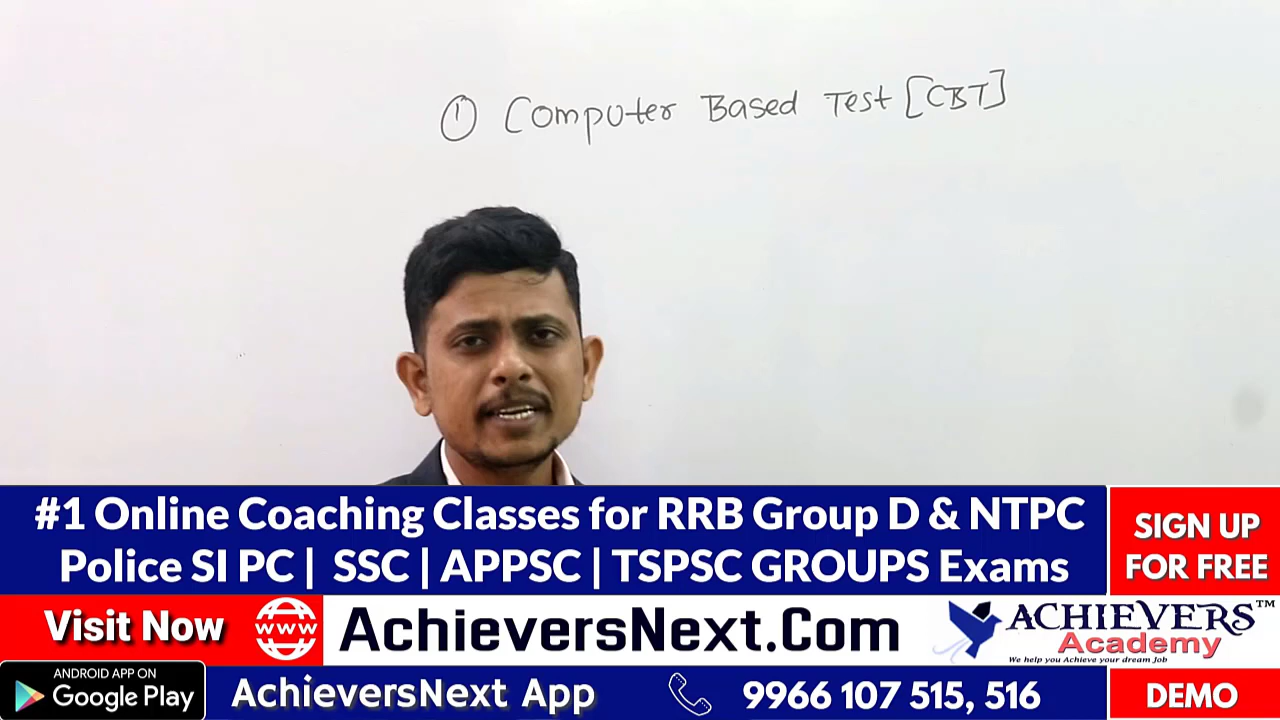 ① Computer Based Test [CBT]
#1 Online Coaching Classes for RRB Group D & NTPC
Police SI PC | SSC | APPSC | TSPSC GROUPS Exams
SIGN UP
FOR FREE
Visit Now
www
AchieversNext.Com
ACHIEVERS™
Academy
We help you Achieve your dream Job
ANDROID APP ON
Google Play
AchieversNext App
9966 107 515, 516
DEMO